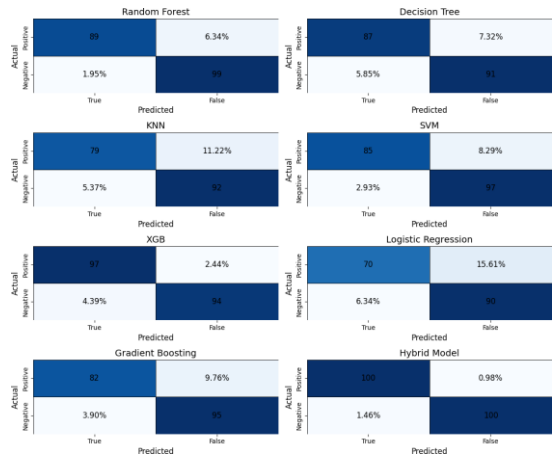 Random Forest
Actual
Positive
Negative
89
6.34%
1.95%
99
True
False
Predicted
Decision Tree
Actual
Positive
Negative
87
7.32%
5.85%
91
True
False
Predicted
KNN
Actual
Positive
Negative
79
11.22%
5.37%
92
True
False
Predicted
SVM
Actual
Positive
Negative
85
8.29%
2.93%
97
True
False
Predicted
XGB
Actual
Positive
Negative
97
2.44%
4.39%
94
True
False
Predicted
Logistic Regression
Actual
Positive
Negative
70
15.61%
6.34%
90
True
False
Predicted
Gradient Boosting
Actual
Positive
Negative
82
9.76%
3.90%
95
True
False
Predicted
Hybrid Model
Actual
Positive
Negative
100
0.98%
1.46%
100
True
False
Predicted